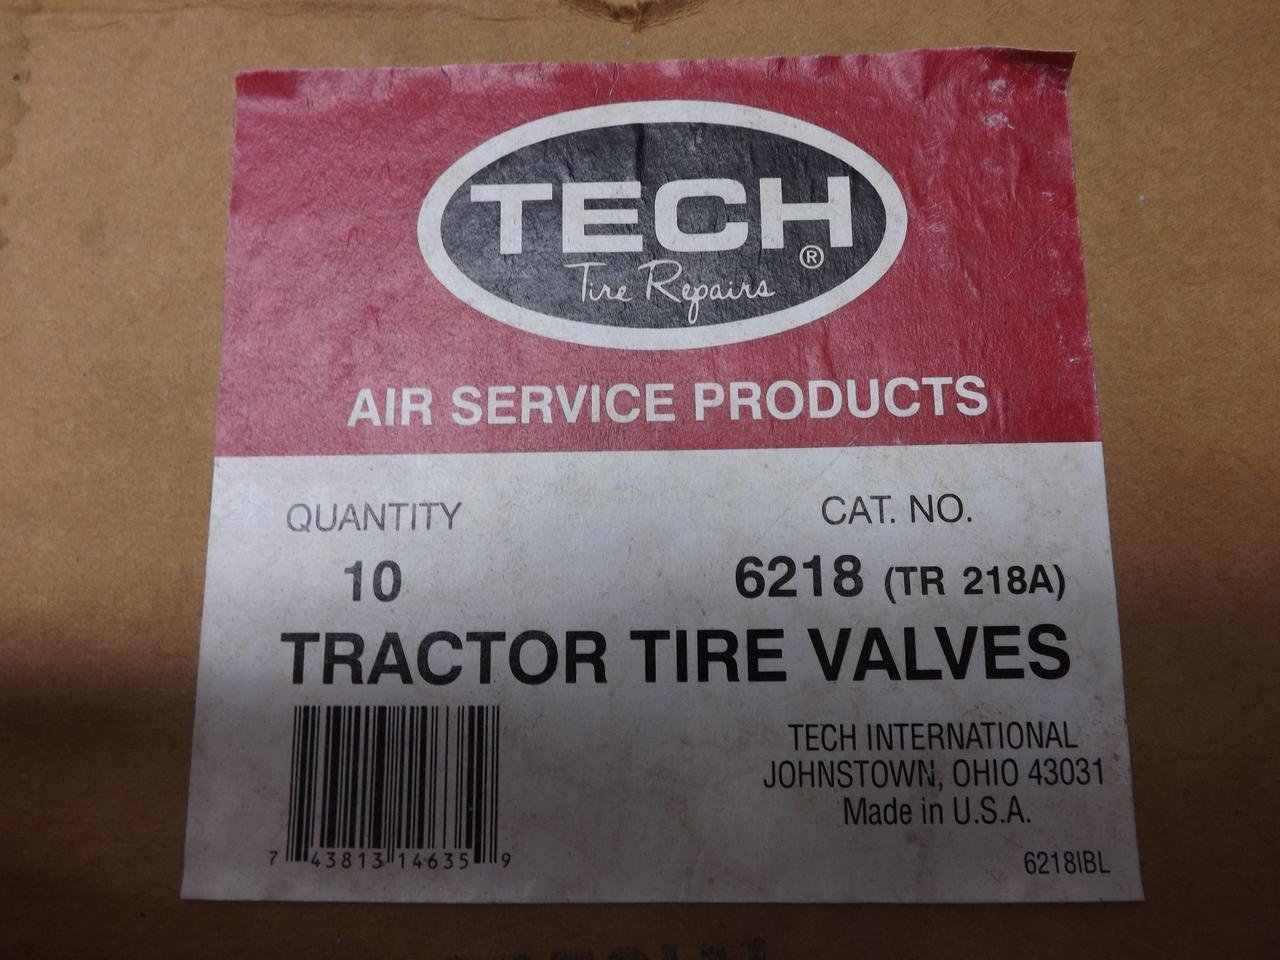 TECH
®
Tire Repairs
AIR SERVICE PRODUCTS
QUANTITY
CAT. NO.
10
6218 (TR 218A)
TRACTOR TIRE VALVES
TECH INTERNATIONAL
JOHNSTOWN, OHIO 43031
Made in U.S.A.
7 43813 14635 9
6218IBL